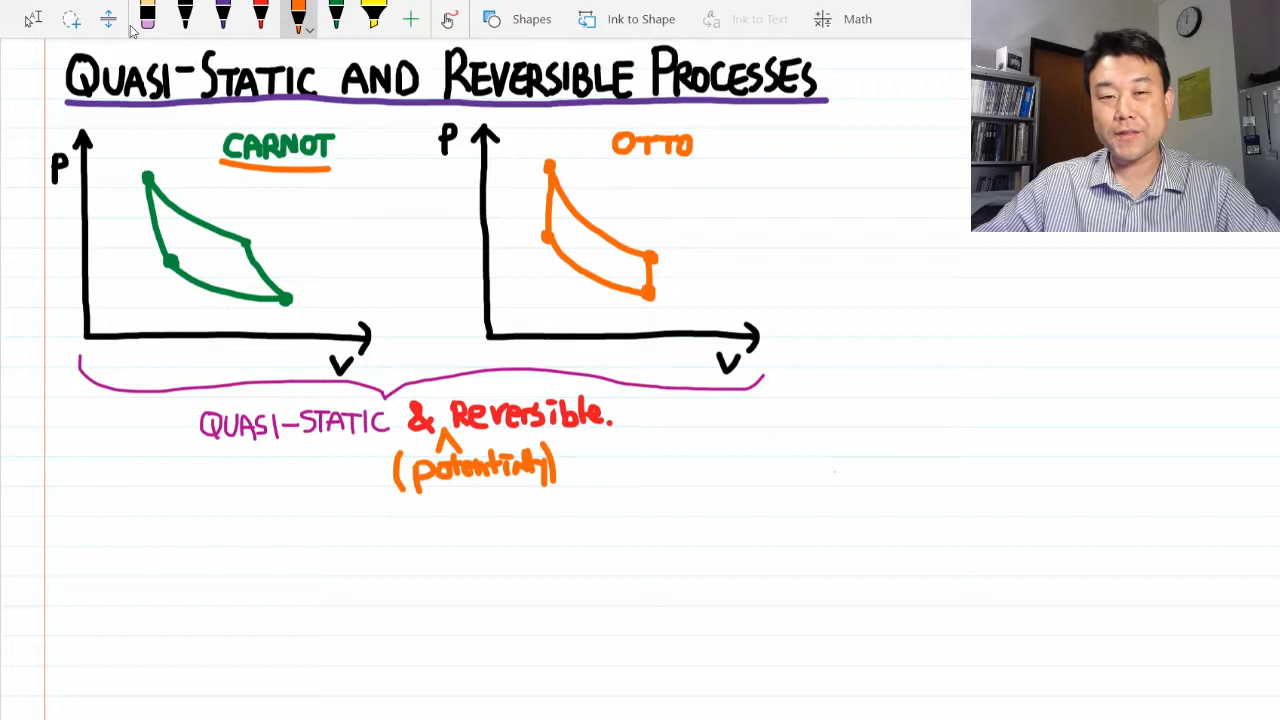 Shapes
Ink to Shape
Ink to Text
Math
QUASI-STATIC AND REVERSIBLE PROCESSES
P
CARNOT
V
P
OTTO
V
QUASI-STATIC & Reversible.
(potentially)